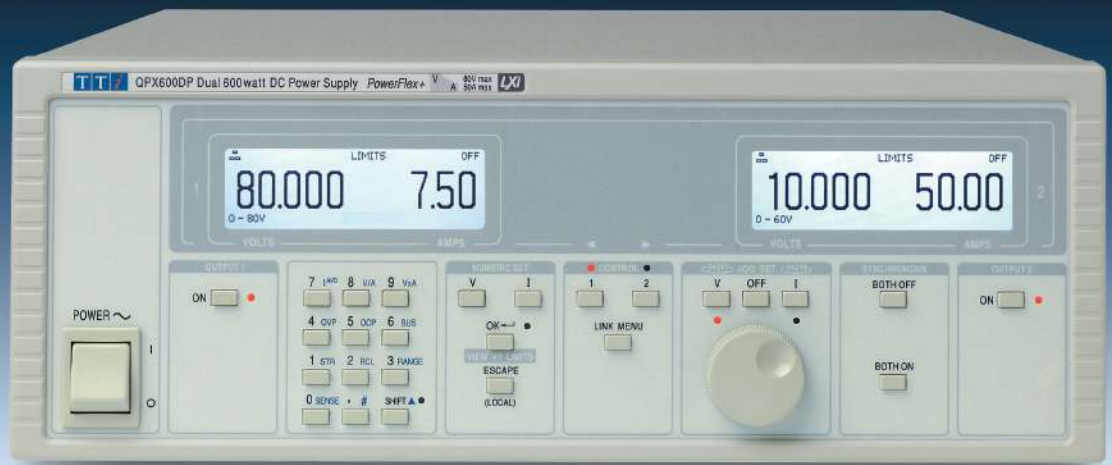 TTi QPX600DP Dual 600watt DC Power Supply PowerFlex+ V A 80V max 50A max LXI
LIMITS OFF
80.000 7.50
0 - 80V
1
VOLTS AMPS
LIMITS OFF
10.000 50.00
0 - 60V
2
VOLTS AMPS
POWER
I
O
OUTPUT 1
ON
7 8 V/A 9 VxA
4 OVP 5 OCP 6 BUS
1 STR 2 RCL 3 RANGE
0 SENSE . # SHIFT
NUMERIC SET
V I
OK
VIEW V/I LIMITS
ESCAPE
(LOCAL)
CONTROL
1 2
LINK MENU
JOG SET
V OFF I
SYNCHRONOUS
BOTH OFF
BOTH ON
OUTPUT 2
ON